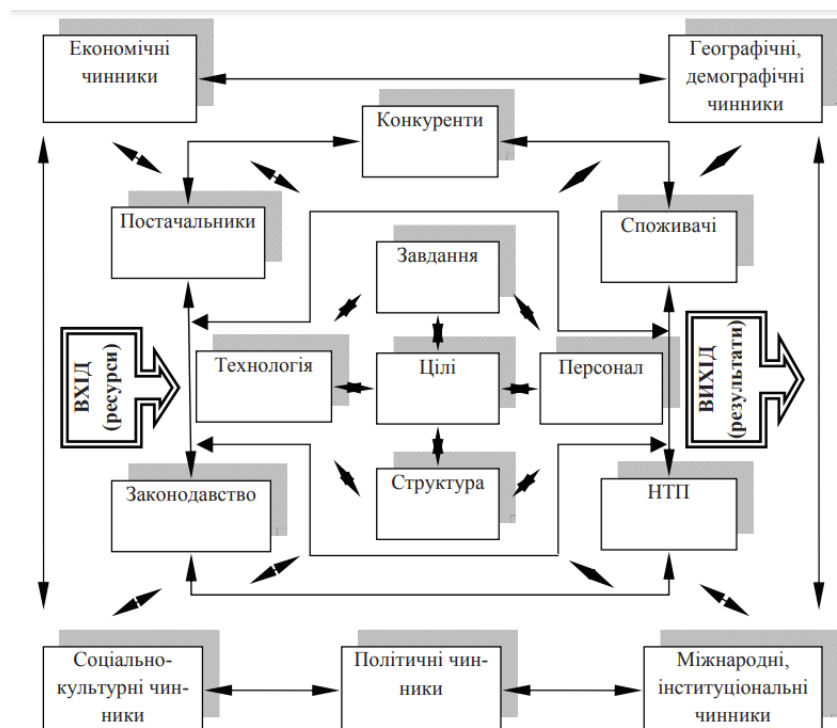 Економічні
чинники
Географічні,
демографічні
чинники
Конкуренти
Постачальники
Споживачі
Завдання
ВХІД
(ресурси)
Технологія
Цілі
Персонал
ВИХІД
(результати)
Законодавство
Структура
НТП
Соціально-
культурні чин-
ники
Політичні чин-
ники
Міжнародні,
інституціональні
чинники